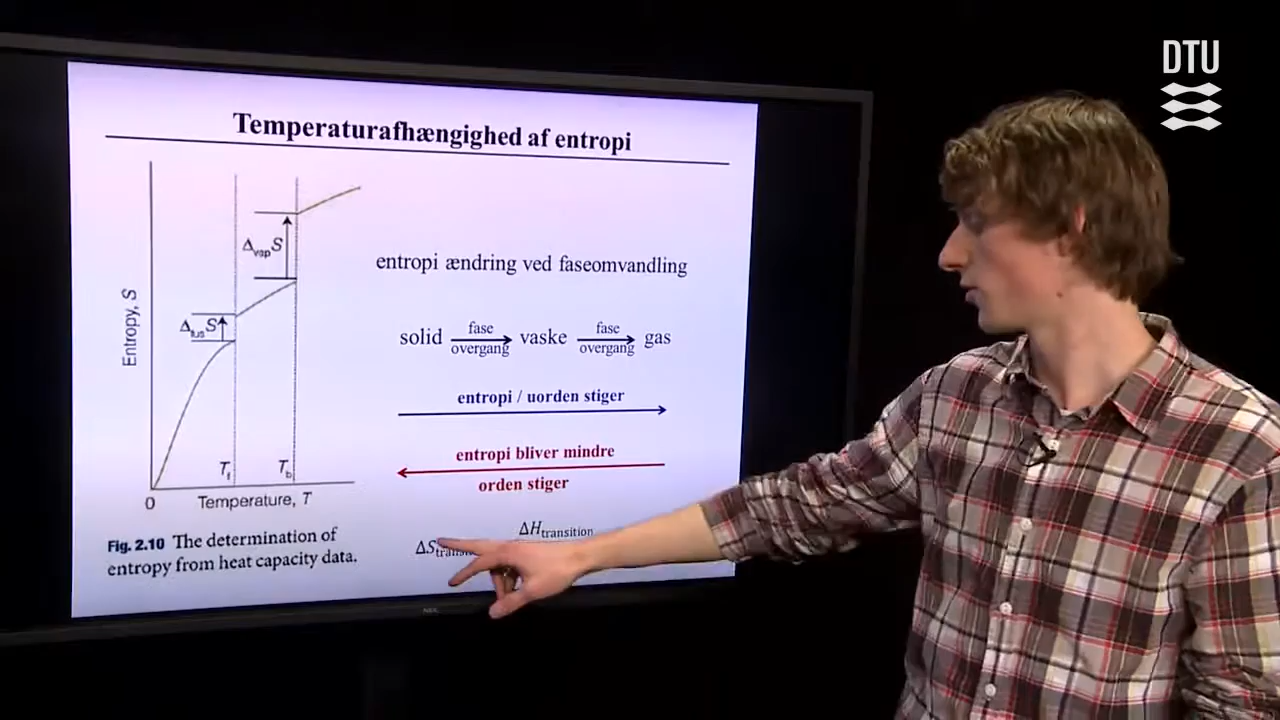 DTU
Temperaturafhængighed af entropi
Δvap S
Δfus S
Entropy, S
Tf
Tb
0
Temperature, T
Fig. 2.10 The determination of
entropy from heat capacity data.
entropi ændring ved faseomvandling
solid fase overgang vaske fase overgang gas
entropi / uorden stiger
entropi bliver mindre
orden stiger
ΔHtransition
NEC